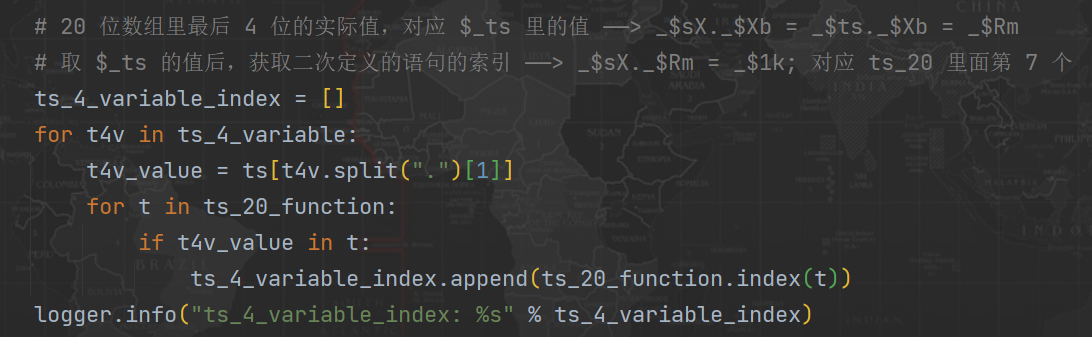 # 20 位数组里最后 4 位的实际值，对应 $_ts 里的值 ——> _$sX._$Xb = _$ts._$Xb = _$Rm
# 取 $_ts 的值后，获取二次定义的语句的索引 ——> _$sX._$Rm = _$1k; 对应 ts_20 里面第 7 个
ts_4_variable_index = []
for t4v in ts_4_variable:
    t4v_value = ts[t4v.split(".")[1]]
    for t in ts_20_function:
        if t4v_value in t:
            ts_4_variable_index.append(ts_20_function.index(t))
logger.info("ts_4_variable_index: %s" % ts_4_variable_index)